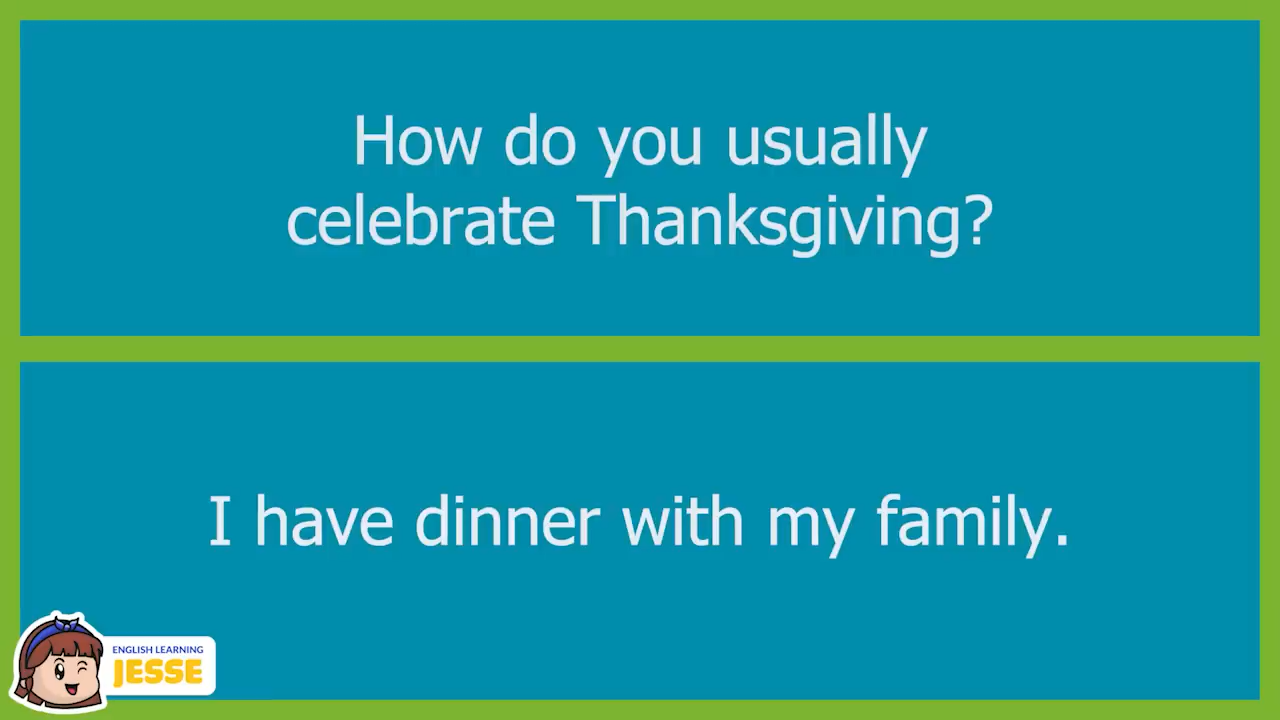 How do you usually
celebrate Thanksgiving?
I have dinner with my family.
ENGLISH LEARNING
JESSE